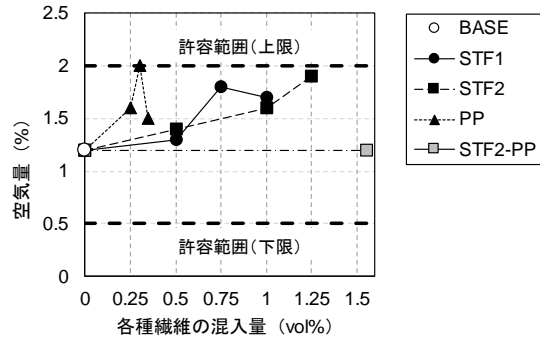 空気量 (%)
2.5
2
1.5
1
0.5
0
許容範囲(上限)
許容範囲(下限)
0
0.25
0.5
0.75
1
1.25
1.5
各種繊維の混入量 (vol%)
BASE
STF1
STF2
PP
STF2-PP